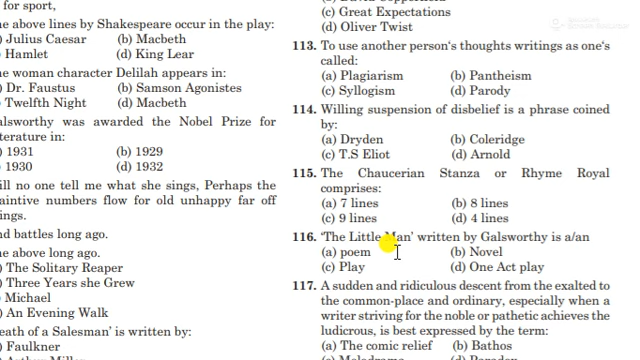 for sport,
he above lines by Shakespeare occur in the play:
) Julius Caesar (b) Macbeth
Hamlet (d) King Lear
he woman character Delilah appears in:
) Dr. Faustus (b) Samson Agonistes
Twelfth Night (d) Macbeth
alsworthy was awarded the Nobel Prize for
terature in:
) 1931 (b) 1929
1930 (d) 1932
ill no one tell me what she sings, Perhaps the
aintive numbers flow for old unhappy far off
ings.
nd battles long ago.
he above long ago.
) The Solitary Reaper
) Three Years she Grew
Michael
) An Evening Walk
eath of a Salesman' is written by:
) Faulkner
(c) Great Expectations
(d) Oliver Twist
113. To use another person's thoughts writings as one's
called:
(a) Plagiarism (b) Pantheism
(c) Syllogism (d) Parody
114. Willing suspension of disbelief is a phrase coined
by:
(a) Dryden (b) Coleridge
(c) T.S Eliot (d) Arnold
115. The Chaucerian Stanza or Rhyme Royal
comprises:
(a) 7 lines (b) 8 lines
(c) 9 lines (d) 4 lines
116. 'The Little Man' written by Galsworthy is a/an
(a) poem (b) Novel
(c) Play (d) One Act play
117. A sudden and ridiculous descent from the exalted to
the common-place and ordinary, especially when a
writer striving for the noble or pathetic achieves the
ludicrous, is best expressed by the term:
(a) The comic relief (b) Bathos